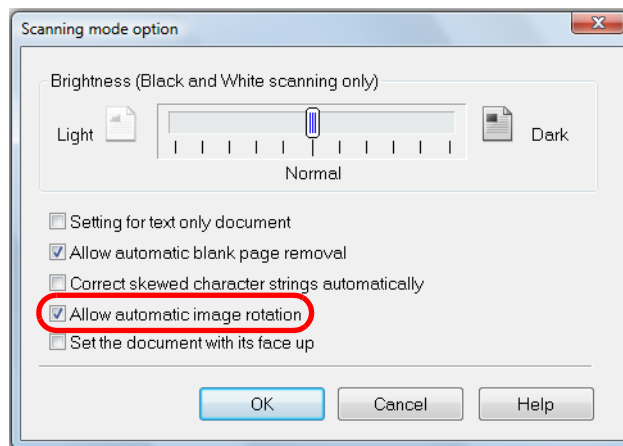 Scanning mode option
Brightness (Black and White scanning only)
Light Dark
Normal
Setting for text only document
Allow automatic blank page removal
Correct skewed character strings automatically
Allow automatic image rotation
Set the document with its face up
OK Cancel Help